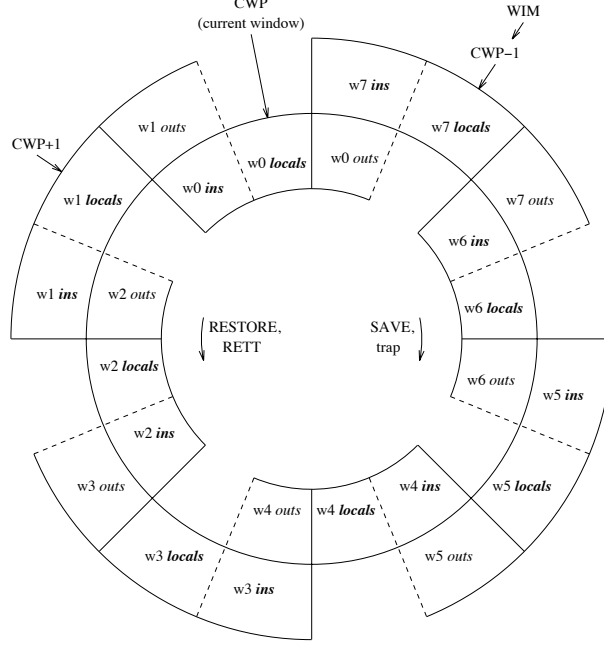 CWP
(current window)
WIM
CWP−1
w7 ins
w1 outs
w7 locals
CWP+1
w0 locals
w0 outs
w0 ins
w1 locals
w7 outs
w6 ins
w1 ins
w2 outs
w6 locals
RESTORE,
RETT
SAVE,
trap
w2 locals
w6 outs
w5 ins
w2 ins
w3 outs
w4 ins
w5 locals
w4 outs
w4 locals
w3 locals
w5 outs
w3 ins